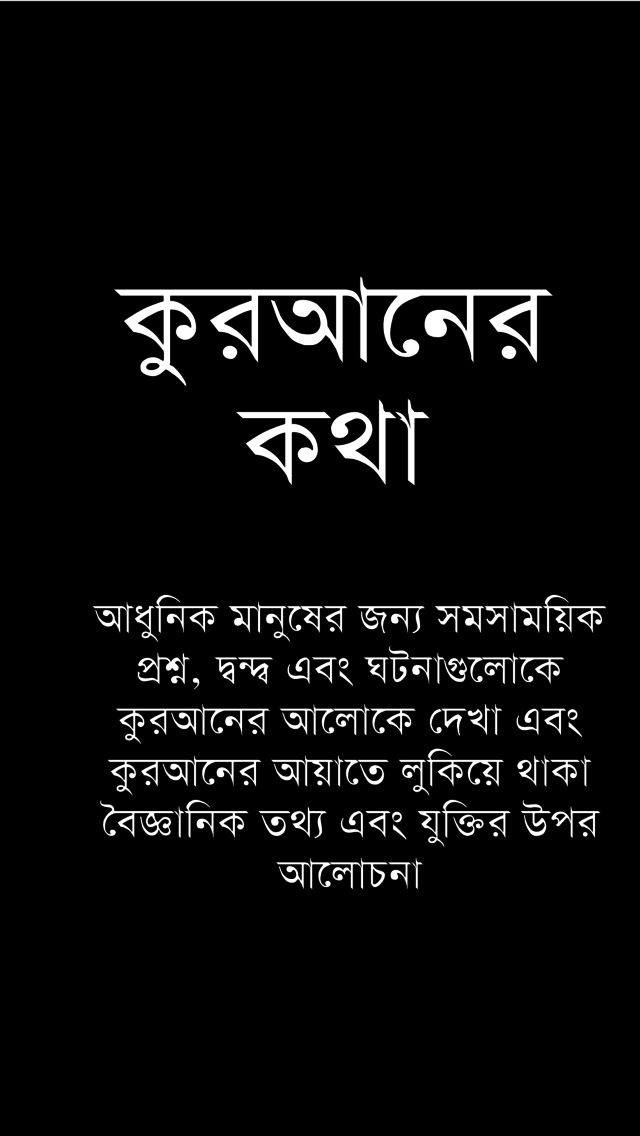 কুরআনের
কথা
আধুনিক মানুষের জন্য সমসাময়িক
প্রশ্ন, দ্বন্দ্ব এবং ঘটনাগুলোকে
কুরআনের আলোকে দেখা এবং
কুরআনের আয়াতে লুকিয়ে থাকা
বৈজ্ঞানিক তথ্য এবং যুক্তির উপর
আলোচনা